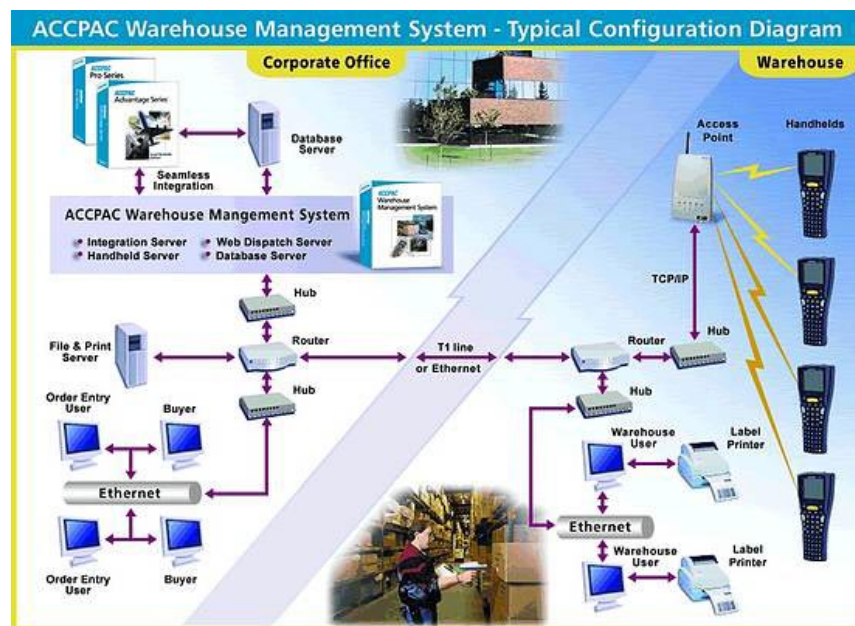 ACCPAC Warehouse Management System - Typical Configuration Diagram
Corporate Office
Warehouse
ACCPAC
Pro Series
ACCPAC
Advantage Series
Database
Server
Seamless
Integration
ACCPAC Warehouse Mangement System
Integration Server
Web Dispatch Server
Handheld Server
Database Server
ACCPAC
Warehouse
Management System
Access
Point
Handhelds
TCP/IP
Hub
Hub
File & Print
Server
Router
T1 line
or Ethernet
Router
Hub
Order Entry
User
Buyer
Ethernet
Order Entry
User
Buyer
Warehouse
User
Label
Printer
Ethernet
Warehouse
User
Label
Printer